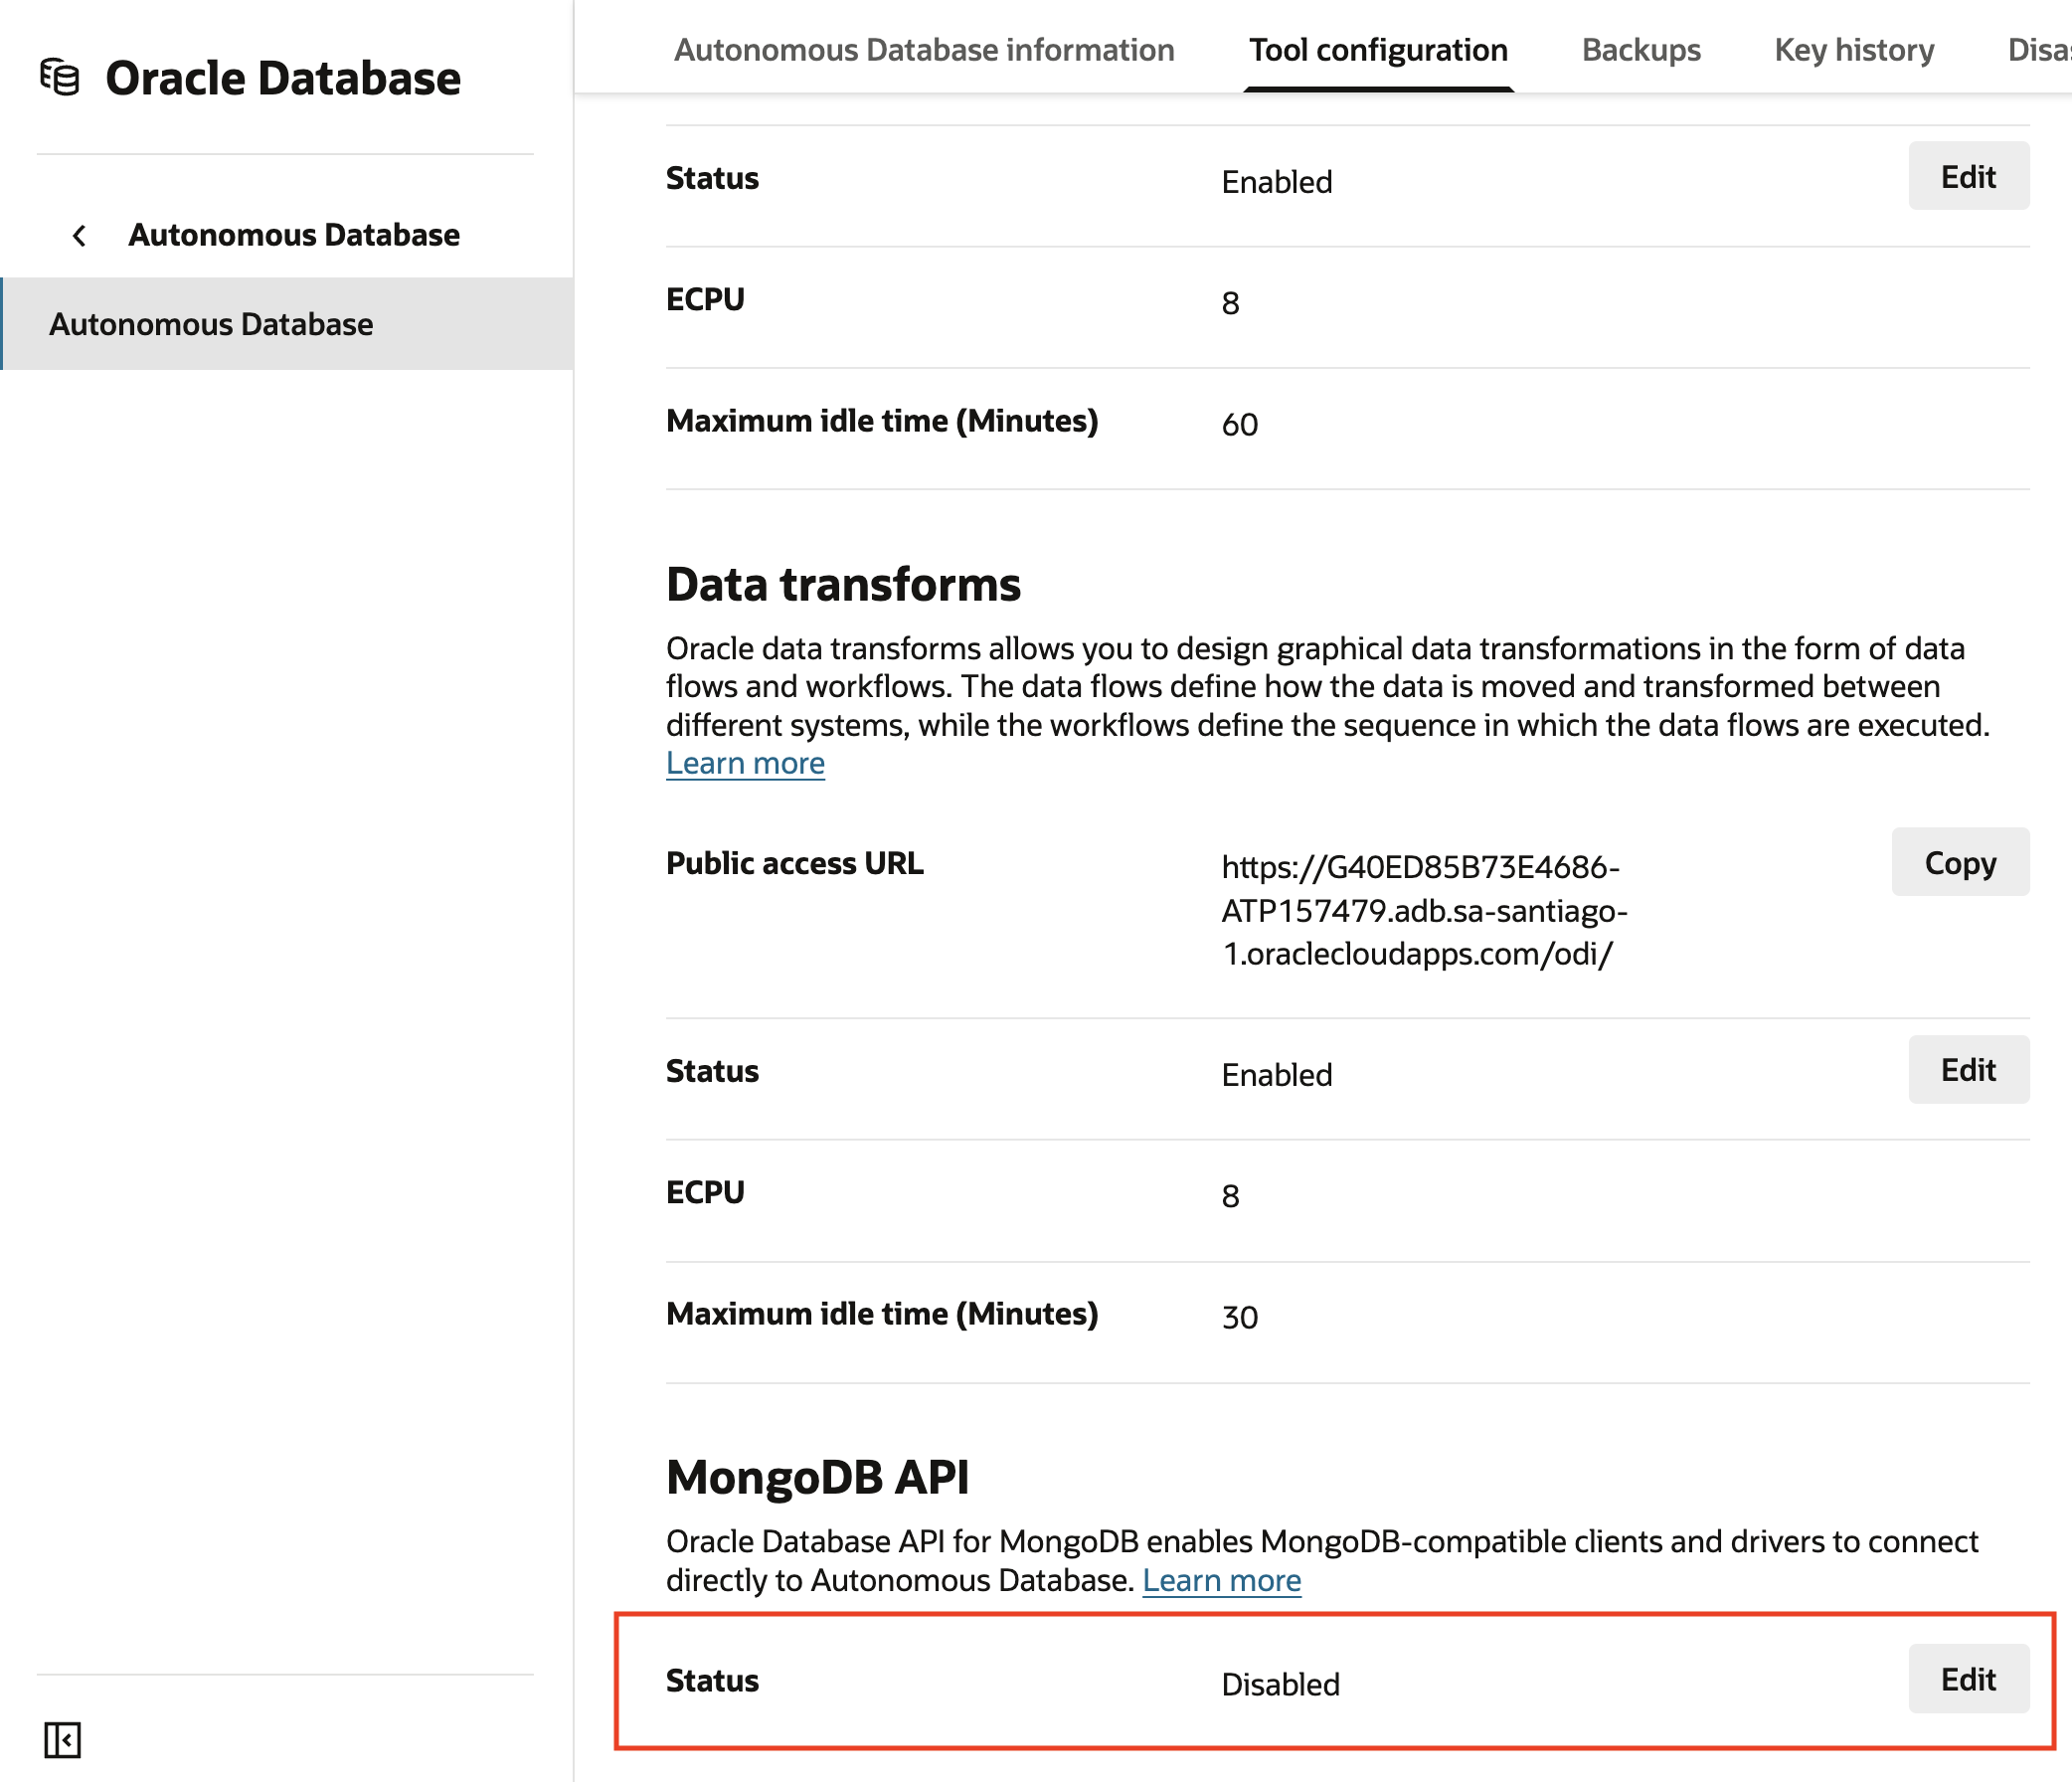 Oracle Database
Autonomous Database
Autonomous Database
Autonomous Database information
Tool configuration
Backups
Key history
Disa
Status
Enabled
Edit
ECPU
8
Maximum idle time (Minutes)
60
Data transforms
Oracle data transforms allows you to design graphical data transformations in the form of data
flows and workflows. The data flows define how the data is moved and transformed between
different systems, while the workflows define the sequence in which the data flows are executed.
Learn more
Public access URL
https://G40ED85B73E4686-
ATP157479.adb.sa-santiago-
1.oraclecloudapps.com/odi/
Copy
Status
Enabled
Edit
ECPU
8
Maximum idle time (Minutes)
30
MongoDB API
Oracle Database API for MongoDB enables MongoDB-compatible clients and drivers to connect
directly to Autonomous Database. Learn more
Status
Disabled
Edit